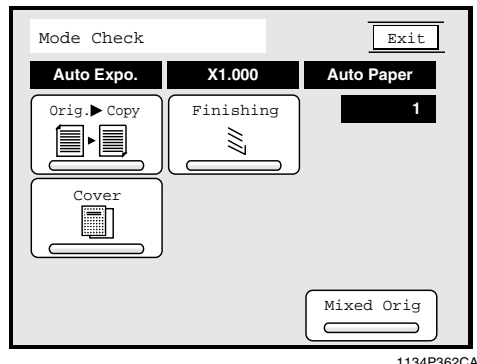 Mode Check
Exit
Auto Expo. X1.000 Auto Paper
Orig.▶Copy Finishing 1
Cover
Mixed Orig
1134P362CA